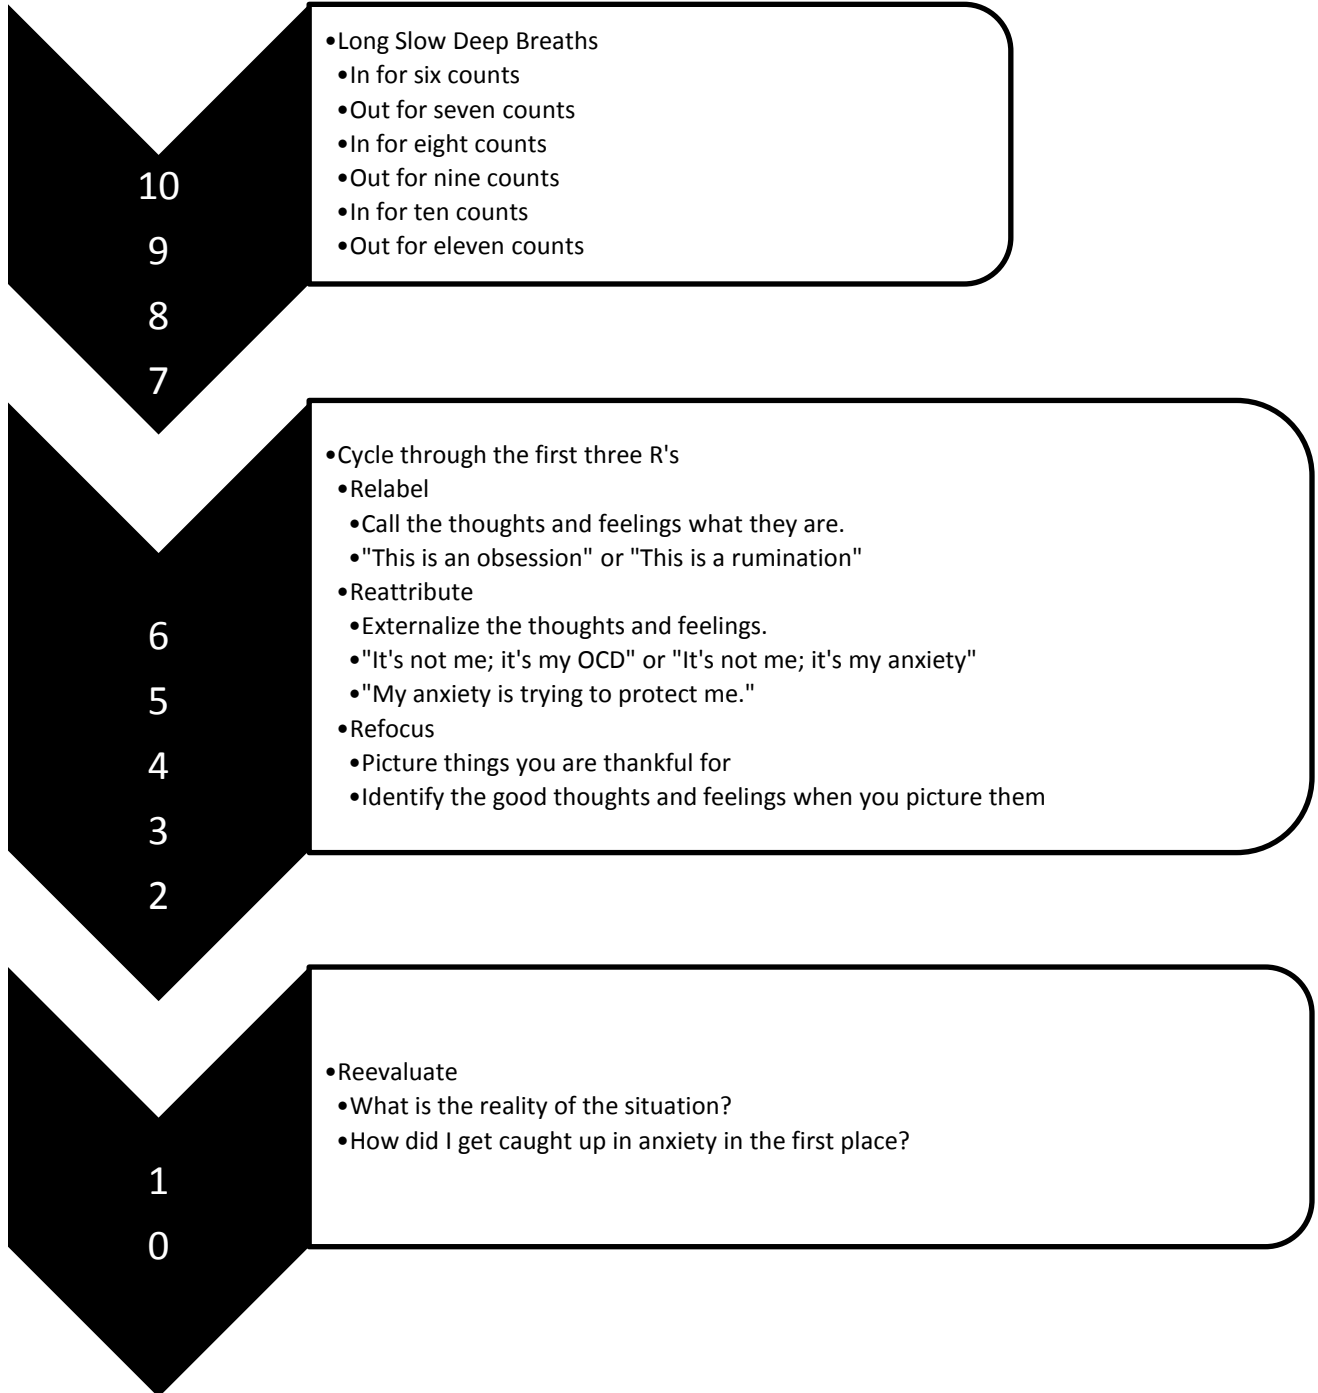 10
9
8
7
•Long Slow Deep Breaths
•In for six counts
•Out for seven counts
•In for eight counts
•Out for nine counts
•In for ten counts
•Out for eleven counts
6
5
4
3
2
•Cycle through the first three R's
•Relabel
•Call the thoughts and feelings what they are.
•"This is an obsession" or "This is a rumination"
•Reattribute
•Externalize the thoughts and feelings.
•"It's not me; it's my OCD" or "It's not me; it's my anxiety"
•"My anxiety is trying to protect me."
•Refocus
•Picture things you are thankful for
•Identify the good thoughts and feelings when you picture them
1
0
•Reevaluate
•What is the reality of the situation?
•How did I get caught up in anxiety in the first place?